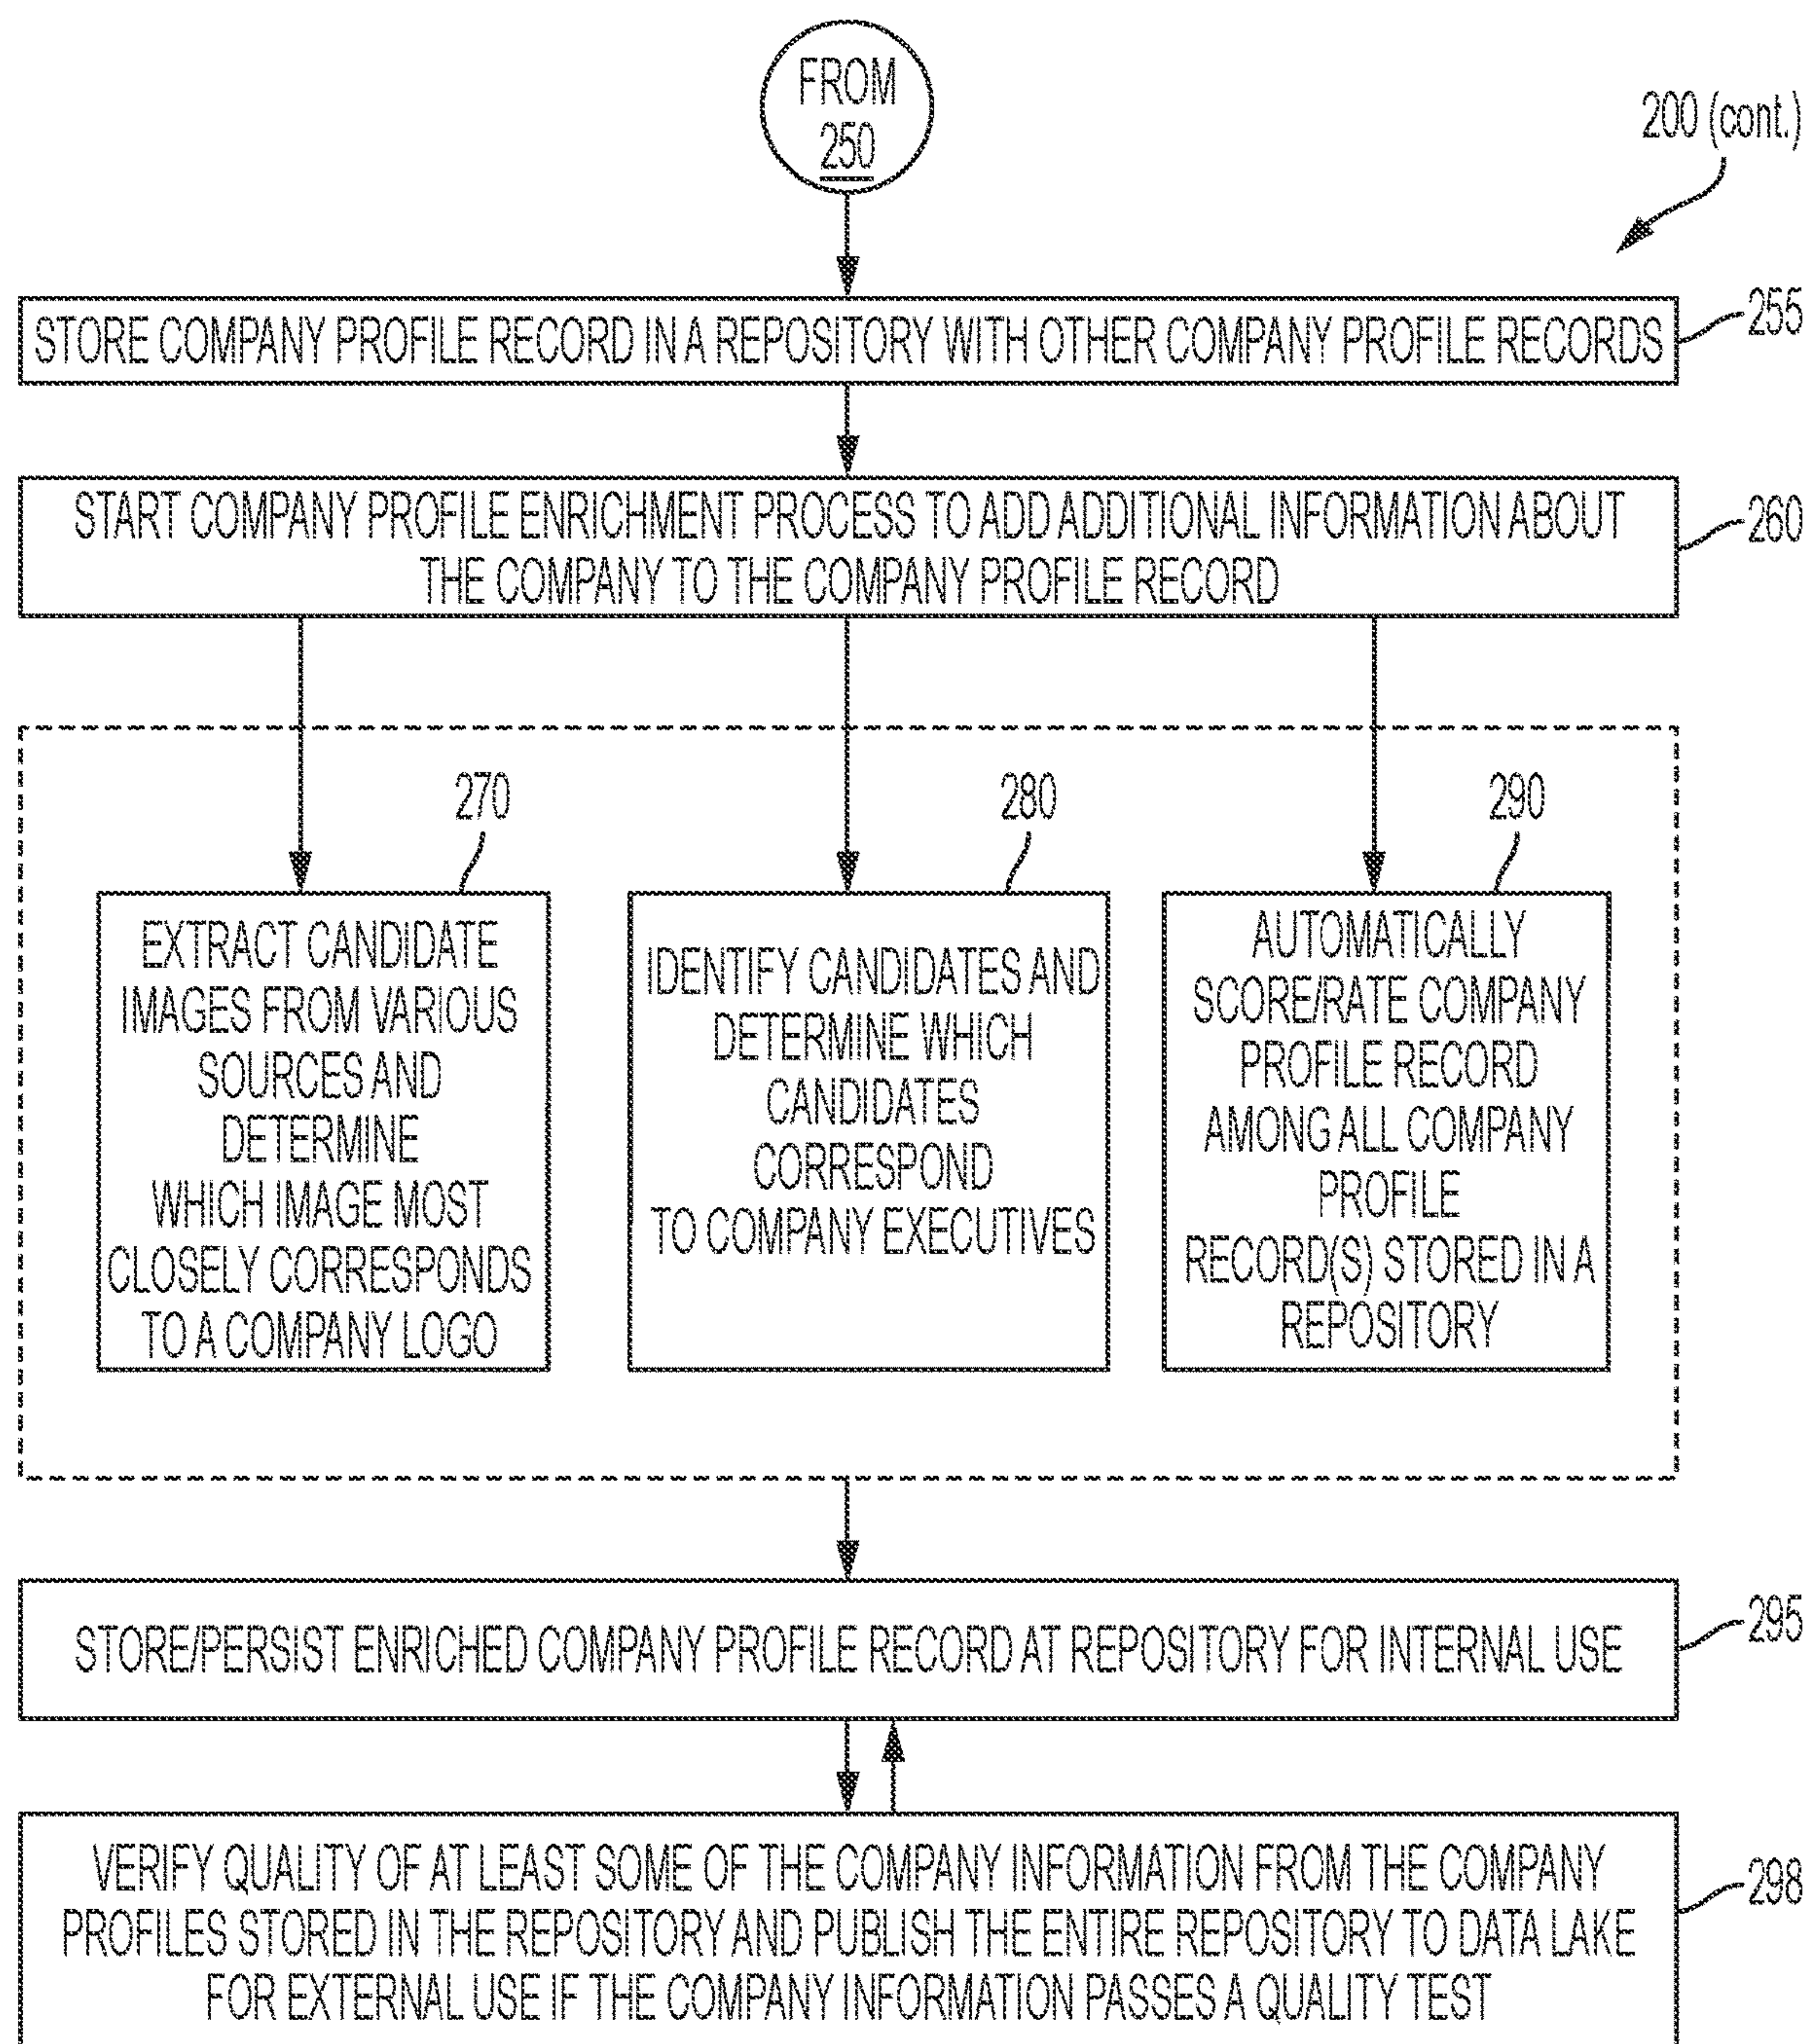 FROM
250
200 (cont.)
STORE COMPANY PROFILE RECORD IN A REPOSITORY WITH OTHER COMPANY PROFILE RECORDS
255
START COMPANY PROFILE ENRICHMENT PROCESS TO ADD ADDITIONAL INFORMATION ABOUT
THE COMPANY TO THE COMPANY PROFILE RECORD
260
270
EXTRACT CANDIDATE
IMAGES FROM VARIOUS
SOURCES AND
DETERMINE
WHICH IMAGE MOST
CLOSELY CORRESPONDS
TO A COMPANY LOGO
280
IDENTIFY CANDIDATES AND
DETERMINE WHICH
CANDIDATES
CORRESPOND
TO COMPANY EXECUTIVES
290
AUTOMATICALLY
SCORE/RATE COMPANY
PROFILE RECORD
AMONG ALL COMPANY
PROFILE
RECORD(S) STORED IN A
REPOSITORY
STORE/PERSIST ENRICHED COMPANY PROFILE RECORD AT REPOSITORY FOR INTERNAL USE
295
VERIFY QUALITY OF AT LEAST SOME OF THE COMPANY INFORMATION FROM THE COMPANY
PROFILES STORED IN THE REPOSITORY AND PUBLISH THE ENTIRE REPOSITORY TO DATA LAKE
FOR EXTERNAL USE IF THE COMPANY INFORMATION PASSES A QUALITY TEST
298